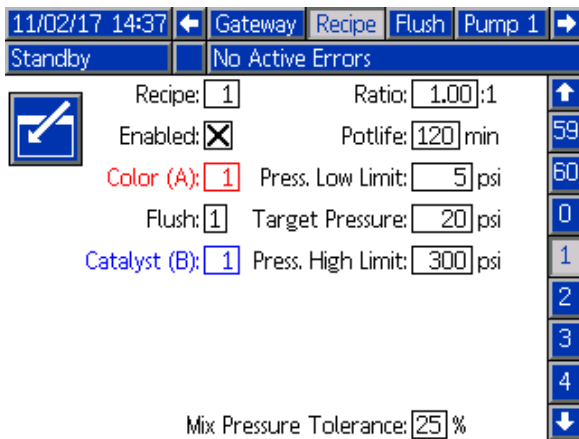 11/02/17 14:37 Gateway Recipe Flush Pump 1
Standby No Active Errors
Recipe: 1 Ratio: 1.00:1
Enabled: X Potlife: 120 min
Color (A): 1 Press. Low Limit: 5 psi
Flush: 1 Target Pressure: 20 psi
Catalyst (B): 1 Press. High Limit: 300 psi
Mix Pressure Tolerance: 25 %
59
60
0
1
2
3
4